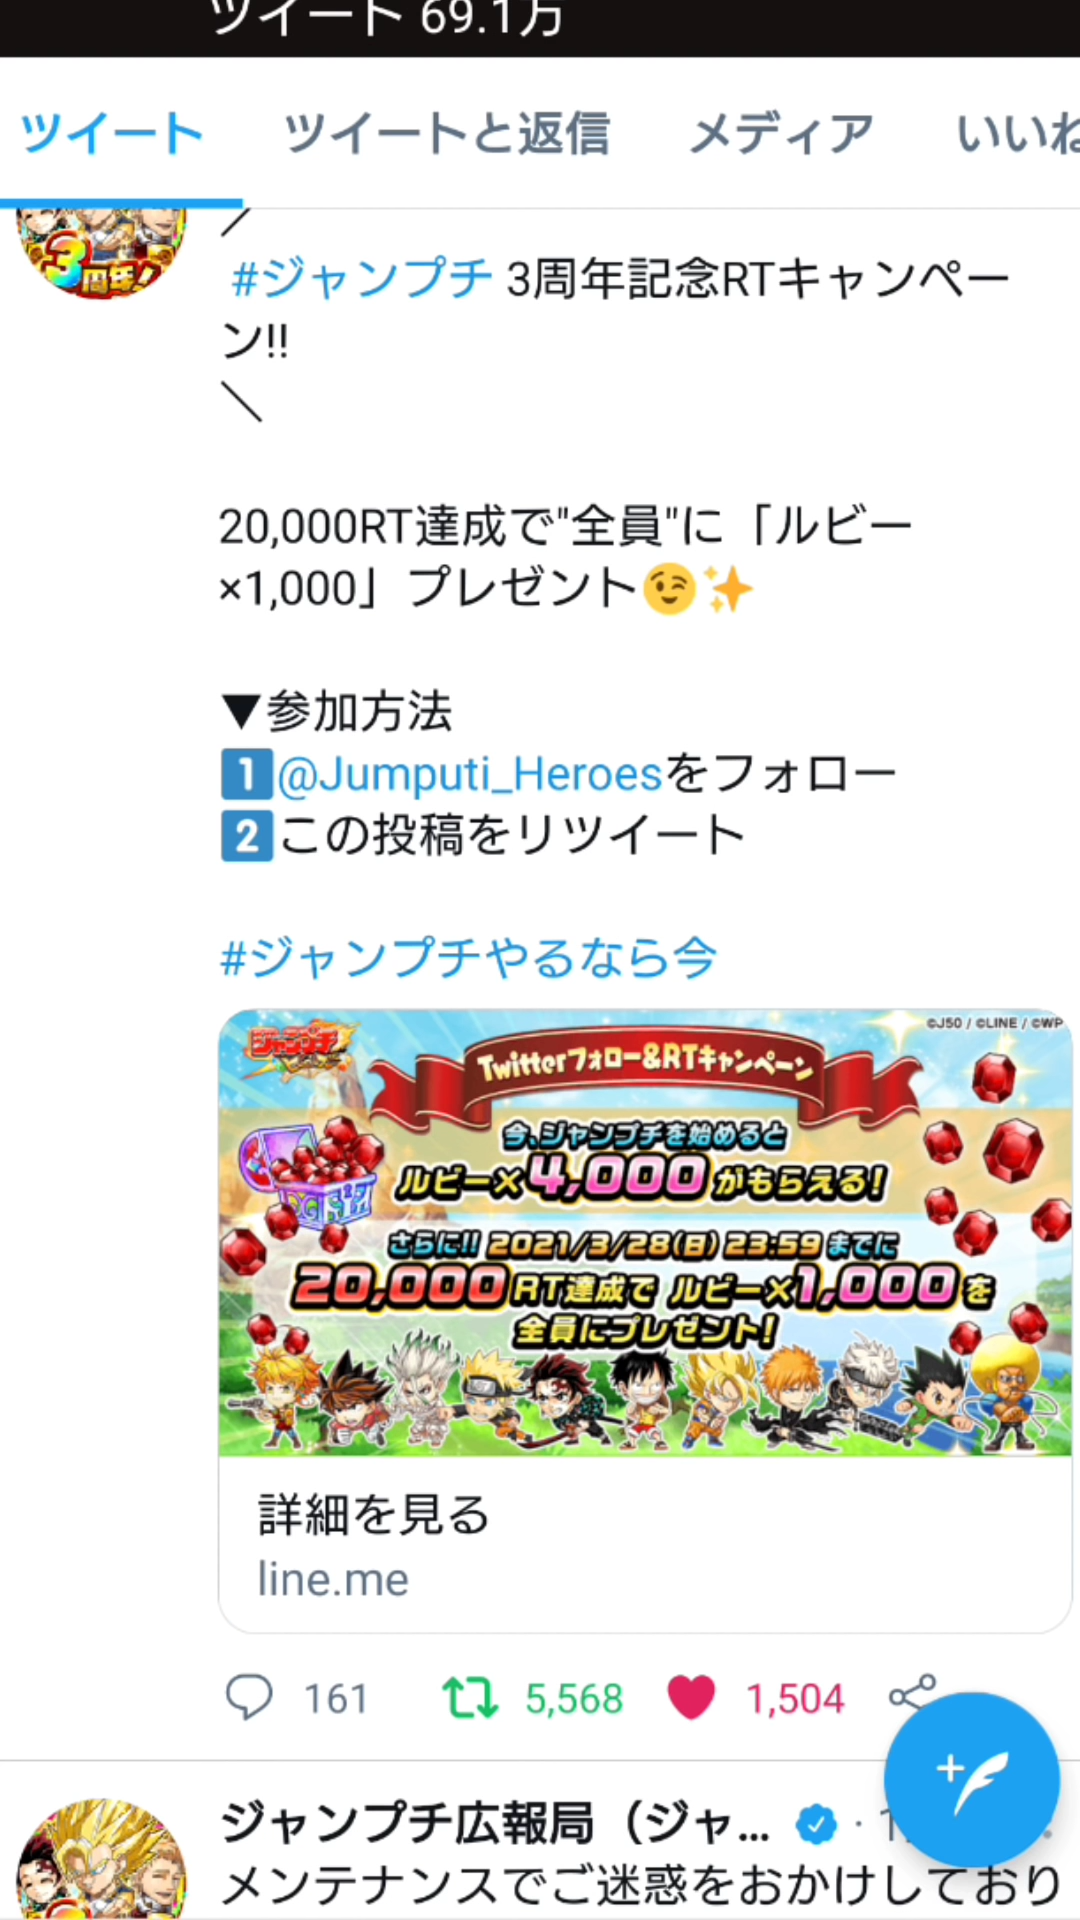 ツイート 69.1万
ツイート ツイートと返信 メディア いいね
3周年!
／
#ジャンプチ 3周年記念RTキャンペー
ン!!
＼
20,000RT達成で"全員"に「ルビー
×1,000」プレゼント😉✨
▼参加方法
1️⃣@Jumputi_Heroesをフォロー
2️⃣この投稿をリツイート
#ジャンプチやるなら今
©J50 / ©LINE / ©WP
ジャンプチ
Twitterフォロー&RTキャンペーン
今、ジャンプチを始めると
ルビー×4,000がもらえる!
さらに!! 2021/3/28(日) 23:59 までに
20,000RT達成で ルビー×1,000を
全員にプレゼント!
詳細を見る
line.me
161 5,568 1,504
ジャンプチ広報局（ジャ... ·
メンテナンスでご迷惑をおかけしており